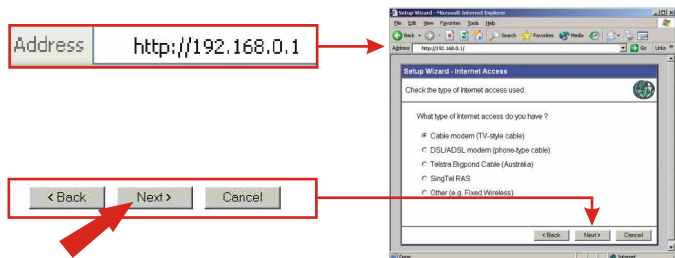 Address http://192.168.0.1
< Back Next > Cancel
Setup Wizard - Microsoft Internet Explorer
File Edit View Favorites Tools Help
Back Search Favorites Media
Address http://192.168.0.1/ Go Links »
Setup Wizard - Internet Access
Check the type of Internet access used.
What type of Internet access do you have ?
Cable modem (TV-style cable)
DSL/ADSL modem (phone-type cable)
Telstra Bigpond Cable (Australia)
SingTel RAS
Other (e.g. Fixed Wireless)
< Back Next > Cancel
Done Internet